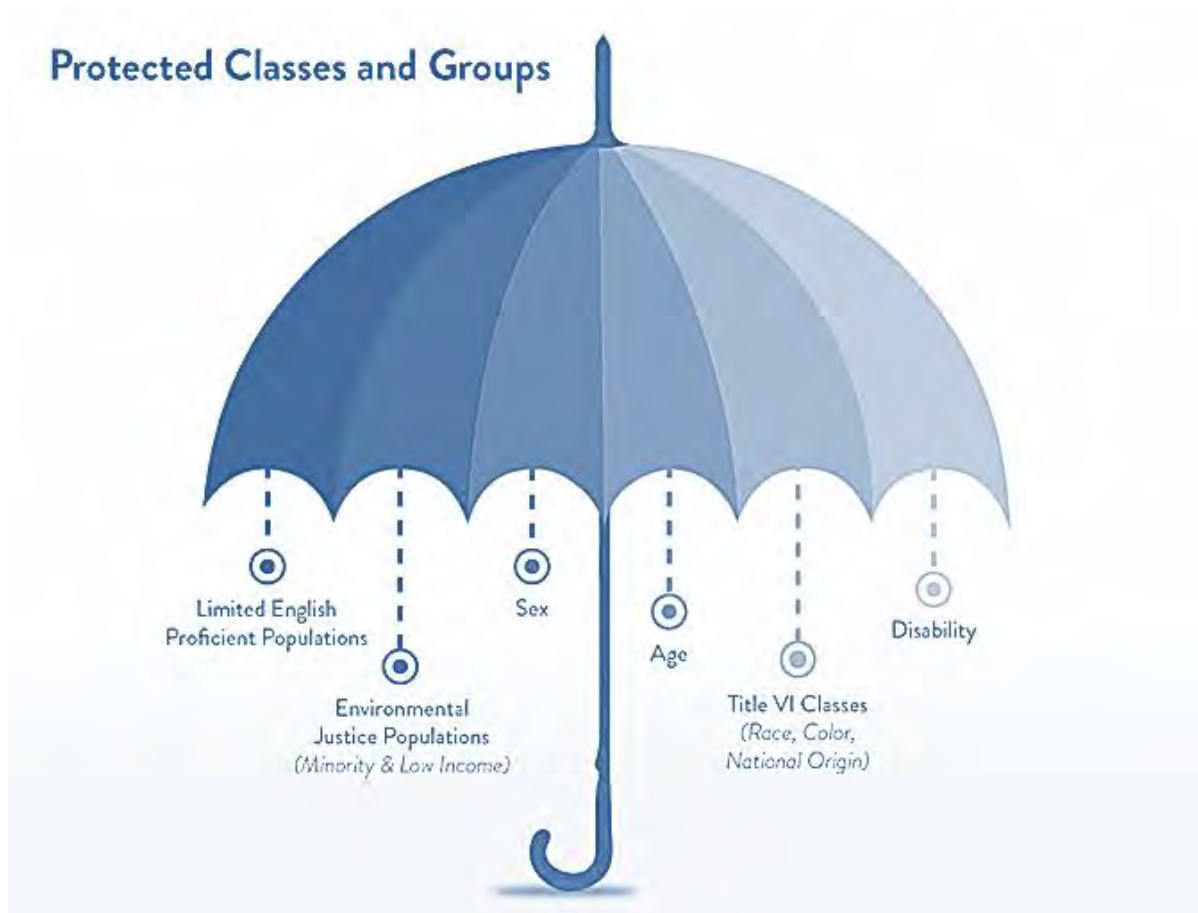 Protected Classes and Groups
Limited English
Proficient Populations
Environmental
Justice Populations
(Minority & Low Income)
Sex
Age
Title VI Classes
(Race, Color,
National Origin)
Disability